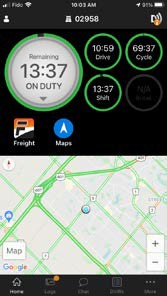 Fido 10:03 AM
02958
Remaining
13:37
ON DUTY
10:59
Drive
69:37
Cycle
13:37
Shift
N/A
Break
Freight
Maps
Map
+
−
Google
Home
Logs
Chat
DVIRs
More